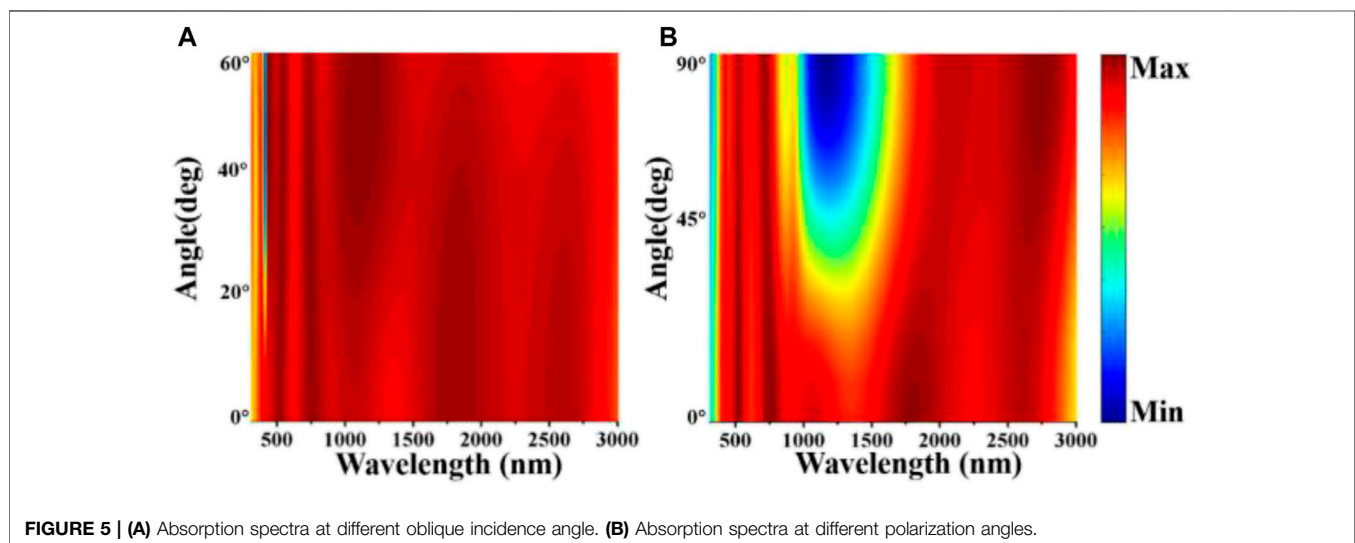 A
B
60°
40°
20°
0°
Angle(deg)
500 1000 1500 2000 2500 3000
Wavelength (nm)
90°
45°
0°
Angle(deg)
500 1000 1500 2000 2500 3000
Wavelength (nm)
Max
Min
FIGURE 5 | (A) Absorption spectra at different oblique incidence angle. (B) Absorption spectra at different polarization angles.